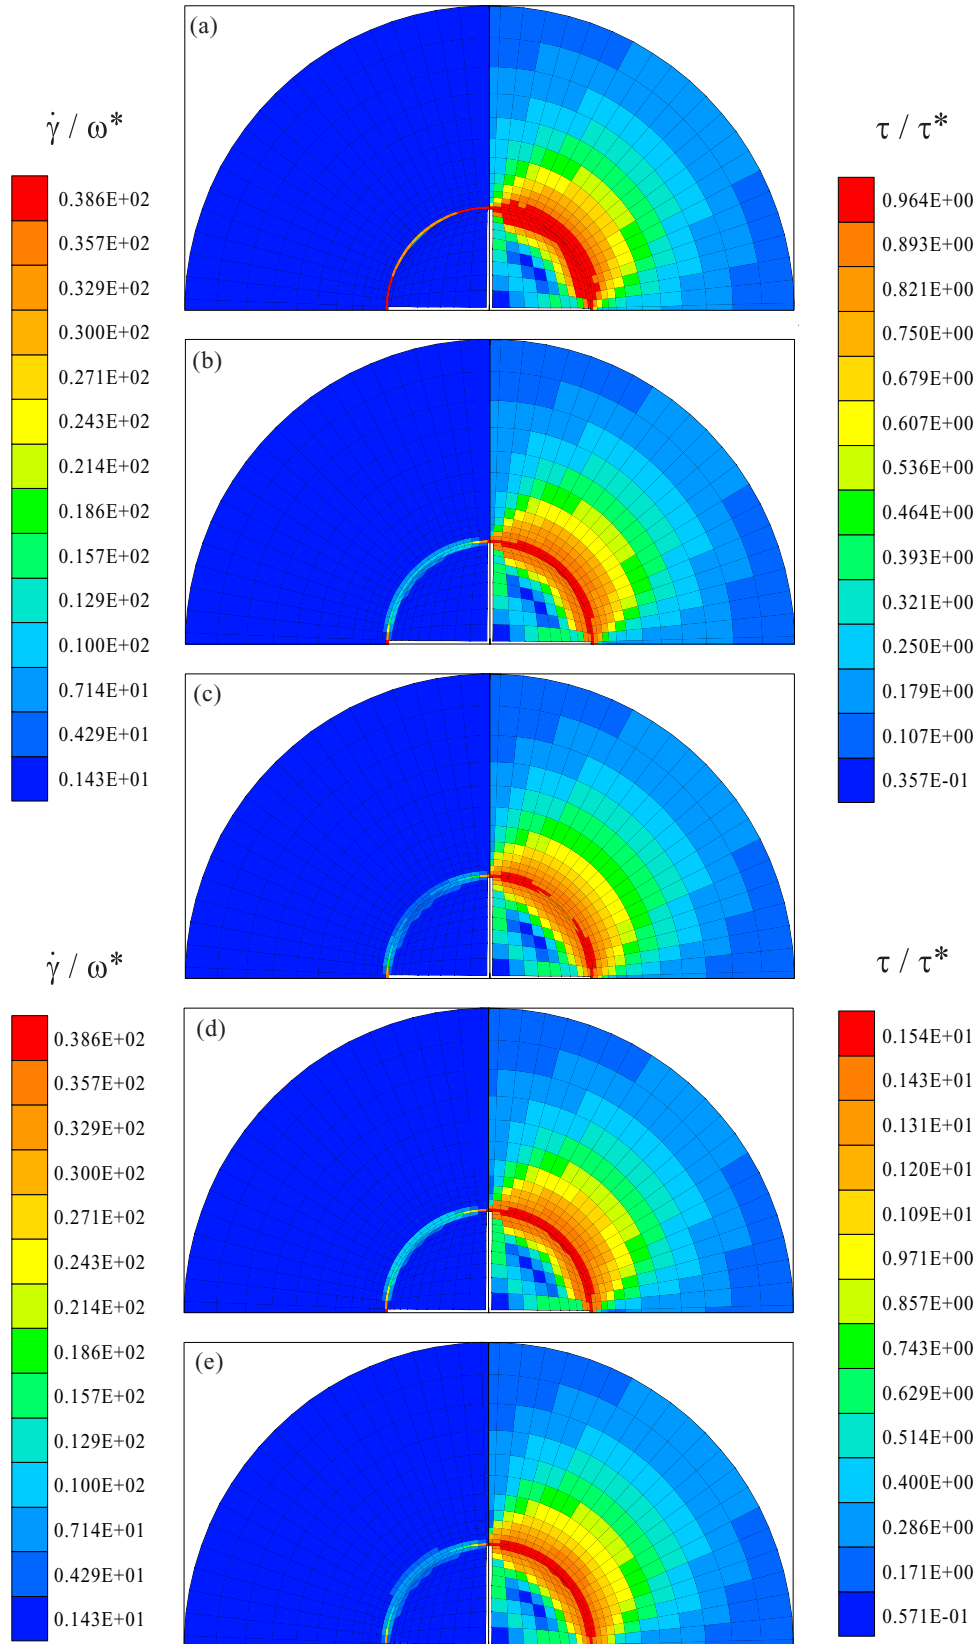 (a)
γ̇ / ω*
0.386E+02
0.357E+02
0.329E+02
0.300E+02
0.271E+02
0.243E+02
0.214E+02
0.186E+02
0.157E+02
0.129E+02
0.100E+02
0.714E+01
0.429E+01
0.143E+01
τ / τ*
0.964E+00
0.893E+00
0.821E+00
0.750E+00
0.679E+00
0.607E+00
0.536E+00
0.464E+00
0.393E+00
0.321E+00
0.250E+00
0.179E+00
0.107E+00
0.357E-01
(b)
(c)
γ̇ / ω*
0.386E+02
0.357E+02
0.329E+02
0.300E+02
0.271E+02
0.243E+02
0.214E+02
0.186E+02
0.157E+02
0.129E+02
0.100E+02
0.714E+01
0.429E+01
0.143E+01
τ / τ*
0.154E+01
0.143E+01
0.131E+01
0.120E+01
0.109E+01
0.971E+00
0.857E+00
0.743E+00
0.629E+00
0.514E+00
0.400E+00
0.286E+00
0.171E+00
0.571E-01
(d)
(e)